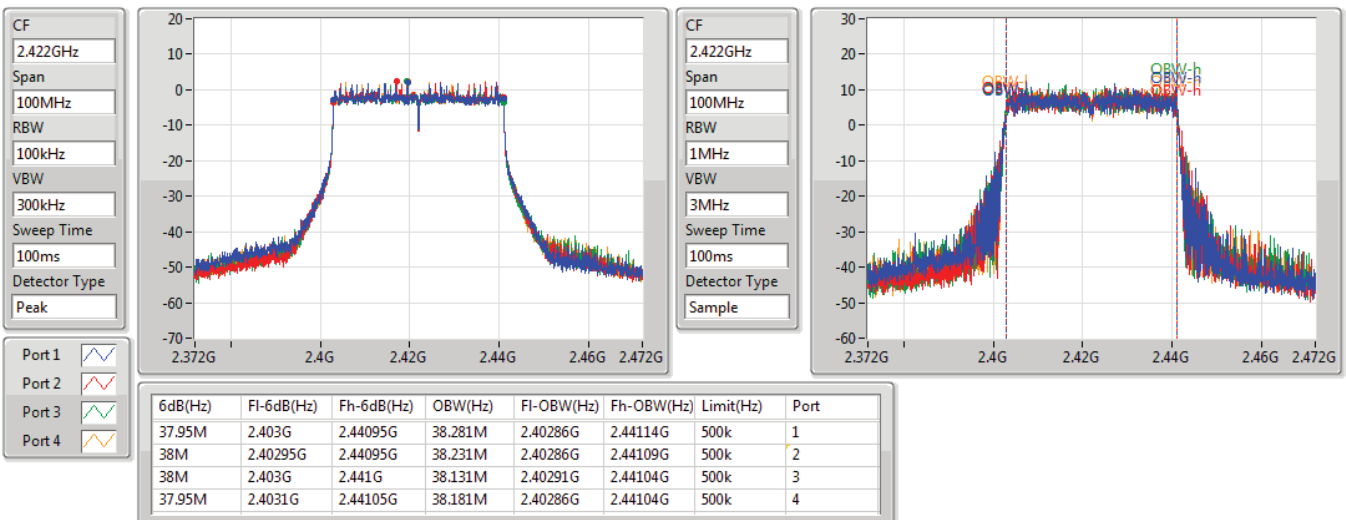 CF
2.422GHz
Span
100MHz
RBW
100kHz
VBW
300kHz
Sweep Time
100ms
Detector Type
Peak
20
10
0
-10
-20
-30
-40
-50
-60
-70
2.372G 2.4G 2.42G 2.44G 2.46G 2.472G
CF
2.422GHz
Span
100MHz
RBW
1MHz
VBW
3MHz
Sweep Time
100ms
Detector Type
Sample
30
20
10
0
-10
-20
-30
-40
-50
-60
OBW-h
OBW-h
OBW-h
2.372G 2.4G 2.42G 2.44G 2.46G 2.472G
Port 1
Port 2
Port 3
Port 4
6dB(Hz) Fl-6dB(Hz) Fh-6dB(Hz) OBW(Hz) Fl-OBW(Hz) Fh-OBW(Hz) Limit(Hz) Port
37.95M 2.403G 2.44095G 38.281M 2.40286G 2.44114G 500k 1
38M 2.40295G 2.44095G 38.231M 2.40286G 2.44109G 500k 2
38M 2.403G 2.441G 38.131M 2.40291G 2.44104G 500k 3
37.95M 2.4031G 2.44105G 38.181M 2.40286G 2.44104G 500k 4